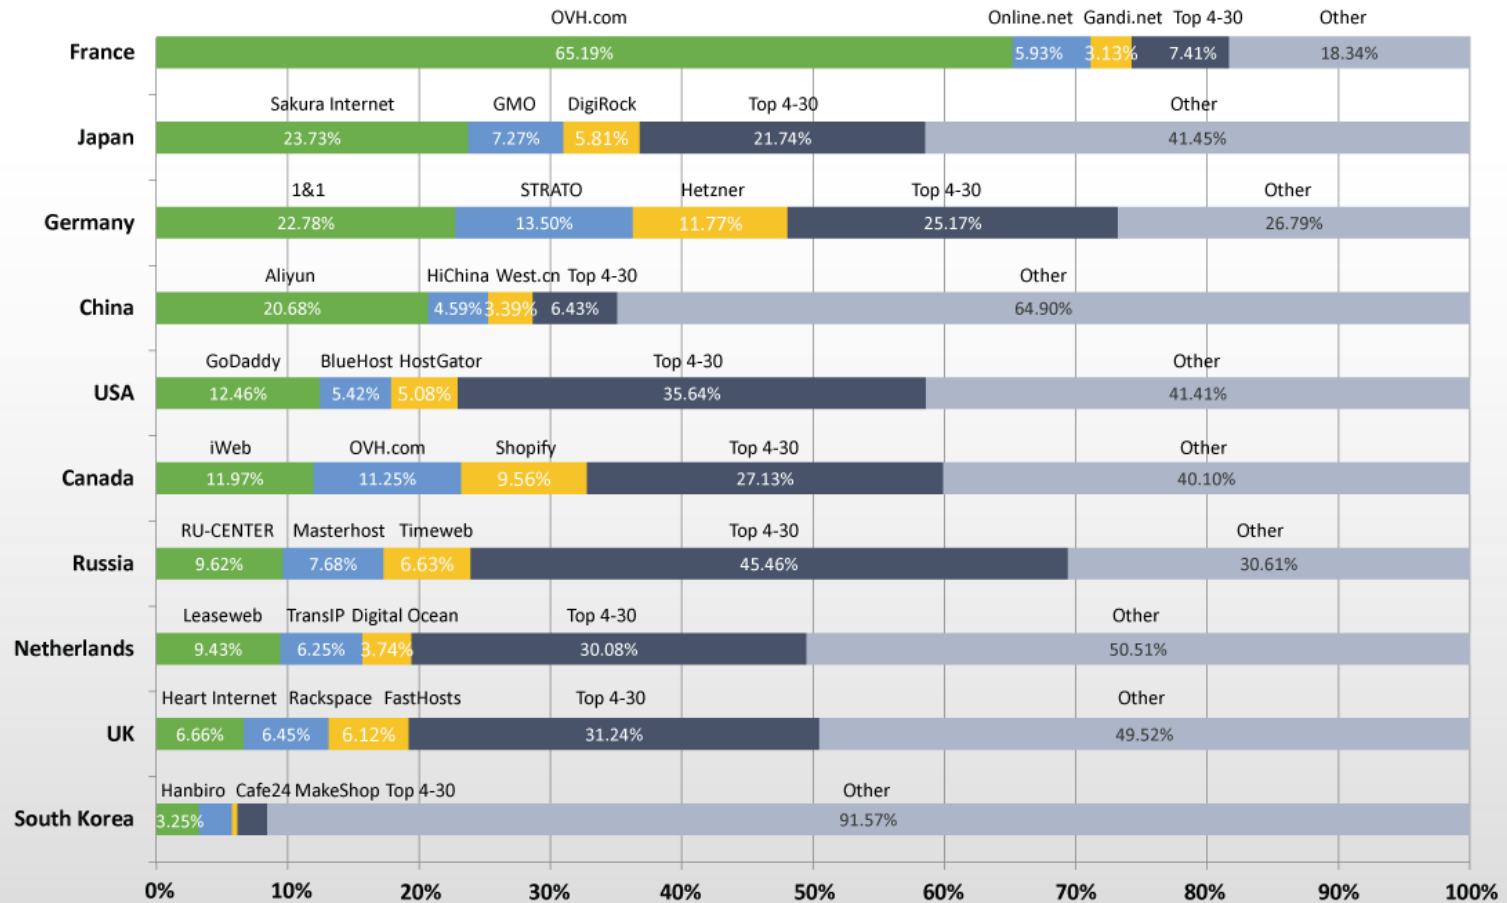 OVH.com Online.net Gandi.net Top 4-30 Other
France 65.19% 5.93% 3.13% 7.41% 18.34%
Sakura Internet GMO DigiRock Top 4-30 Other
Japan 23.73% 7.27% 5.81% 21.74% 41.45%
1&1 STRATO Hetzner Top 4-30 Other
Germany 22.78% 13.50% 11.77% 25.17% 26.79%
Aliyun HiChina West.cn Top 4-30 Other
China 20.68% 4.59% 3.39% 6.43% 64.90%
GoDaddy BlueHost HostGator Top 4-30 Other
USA 12.46% 5.42% 5.08% 35.64% 41.41%
iWeb OVH.com Shopify Top 4-30 Other
Canada 11.97% 11.25% 9.56% 27.13% 40.10%
RU-CENTER Masterhost Timeweb Top 4-30 Other
Russia 9.62% 7.68% 6.63% 45.46% 30.61%
Leaseweb TransIP Digital Ocean Top 4-30 Other
Netherlands 9.43% 6.25% 3.74% 30.08% 50.51%
Heart Internet Rackspace FastHosts Top 4-30 Other
UK 6.66% 6.45% 6.12% 31.24% 49.52%
Hanbiro Cafe24 MakeShop Top 4-30 Other
South Korea 3.25% 91.57%
0% 10% 20% 30% 40% 50% 60% 70% 80% 90% 100%